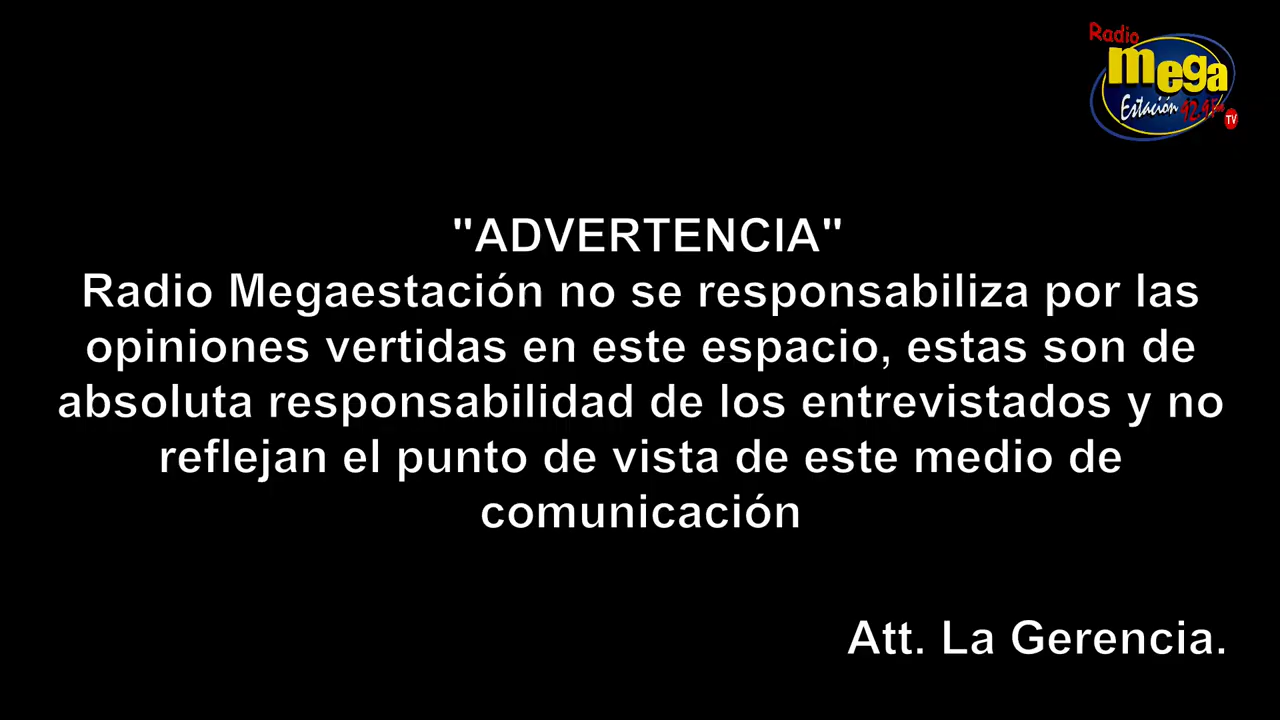 Radio
mega
Estación 92.9FM
TV
"ADVERTENCIA"
Radio Megaestación no se responsabiliza por las
opiniones vertidas en este espacio, estas son de
absoluta responsabilidad de los entrevistados y no
reflejan el punto de vista de este medio de
comunicación
Att. La Gerencia.